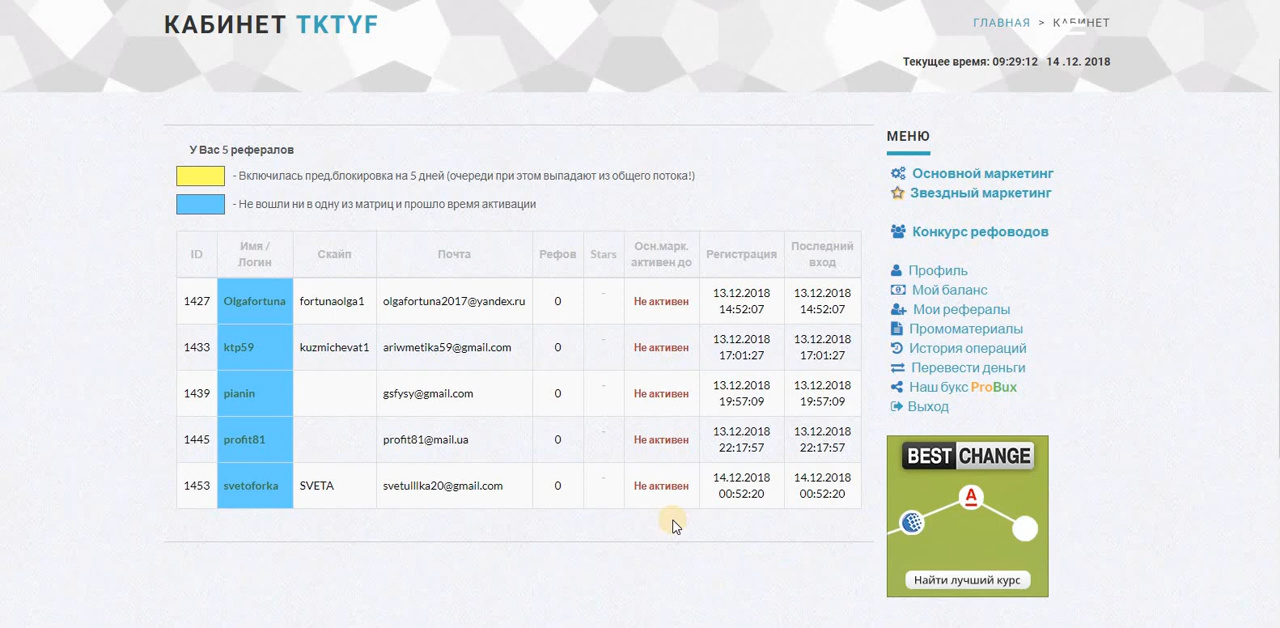 КАБИНЕТ TKTYF
ГЛАВНАЯ > КАБИНЕТ
Текущее время: 09:29:12 14 .12. 2018
У Вас 5 рефералов
- Включилась пред.блокировка на 5 дней (очереди при этом выпадают из общего потока!)
- Не вошли ни в одну из матриц и прошло время активации
ID Имя / Логин Скайп Почта Рефов Stars Осн.марк. активен до Регистрация Последний вход
1427 Olgafortuna fortunaolga1 olgafortuna2017@yandex.ru 0 - Не активен 13.12.2018 14:52:07 13.12.2018 14:52:07
1433 ktp59 kuzmichevat1 ariwmetika59@gmail.com 0 - Не активен 13.12.2018 17:01:27 13.12.2018 17:01:27
1439 pianin gsfysy@gmail.com 0 - Не активен 13.12.2018 19:57:09 13.12.2018 19:57:09
1445 profit81 profit81@mail.ua 0 - Не активен 13.12.2018 22:17:57 13.12.2018 22:17:57
1453 svetoforka SVETA svetulllka20@gmail.com 0 - Не активен 14.12.2018 00:52:20 14.12.2018 00:52:20
МЕНЮ
Основной маркетинг
Звездный маркетинг
Конкурс рефоводов
Профиль
Мой баланс
Мои рефералы
Промоматериалы
История операций
Перевести деньги
Наш букс ProBux
Выход
BEST CHANGE
А
Найти лучший курс